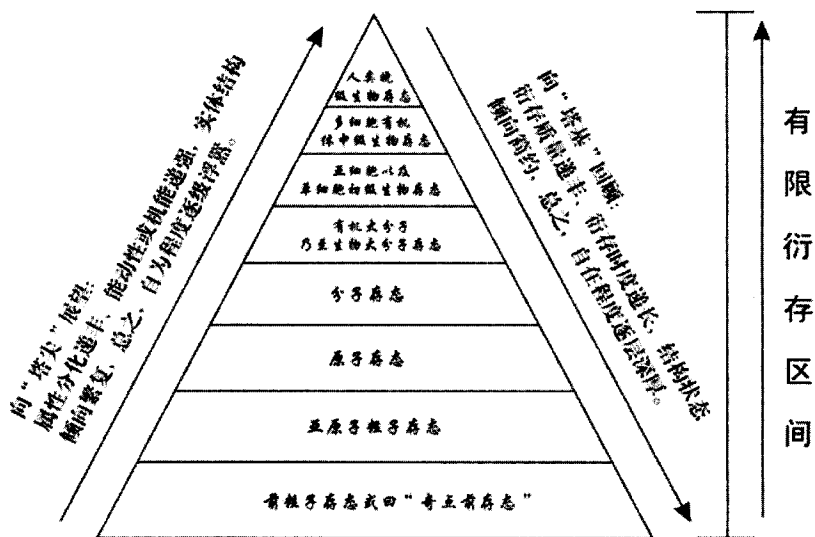 向“塔尖”展望:
属性分化递丰、能动性或机能递强,实体结构
倾向繁复,总之,自为程度逐级浮嚣。
人类晚
级生物存态
多细胞有机
体中级生物存态
亚细胞以及
单细胞初级生物存态
有机大分子
乃至生物大分子存态
分子存态
原子存态
亚原子粒子存态
前粒子存态或曰“奇点前存态”
向“塔基”回顾:
衍存质量递丰、衍存时度递长、结构状态
倾向简约,总之,自在程度逐层深厚。
有限衍存区间